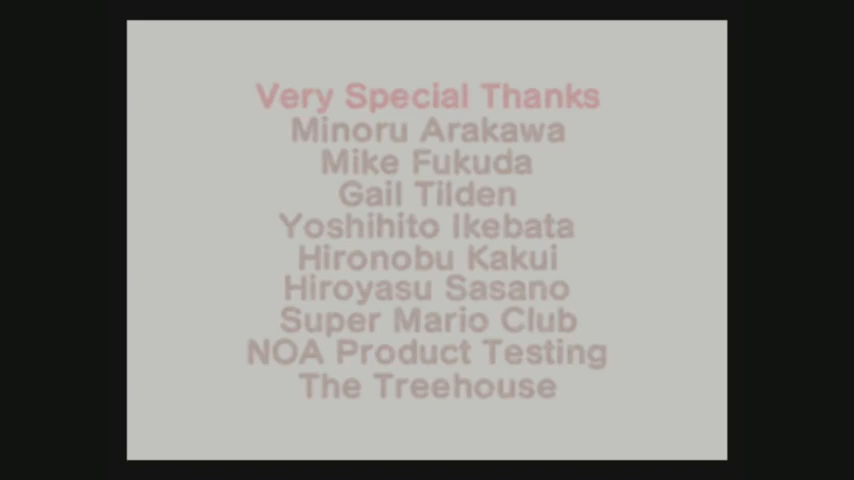 Very Special Thanks
Minoru Arakawa
Mike Fukuda
Gail Tilden
Yoshihito Ikebata
Hironobu Kakui
Hiroyasu Sasano
Super Mario Club
NOA Product Testing
The Treehouse